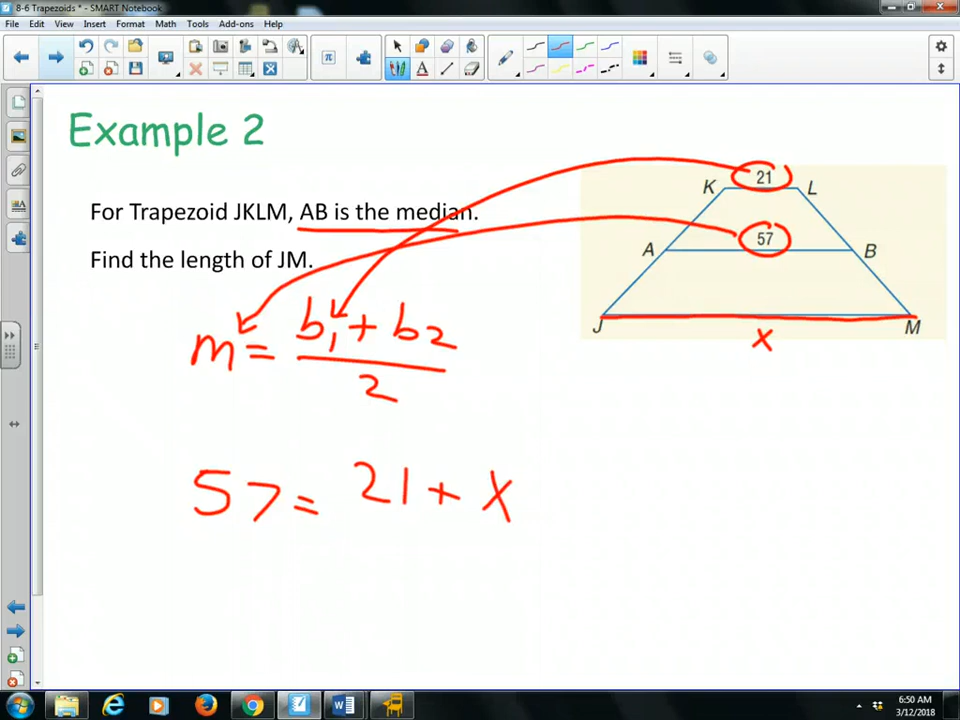 8-6 Trapezoids * - SMART Notebook
File Edit View Insert Format Math Tools Add-ons Help
Example 2
For Trapezoid JKLM, AB is the median.
Find the length of JM.
K 21 L
A 57 B
J M
x
m = b1 + b2
2
57 = 21 + x
6:50 AM
3/12/2018